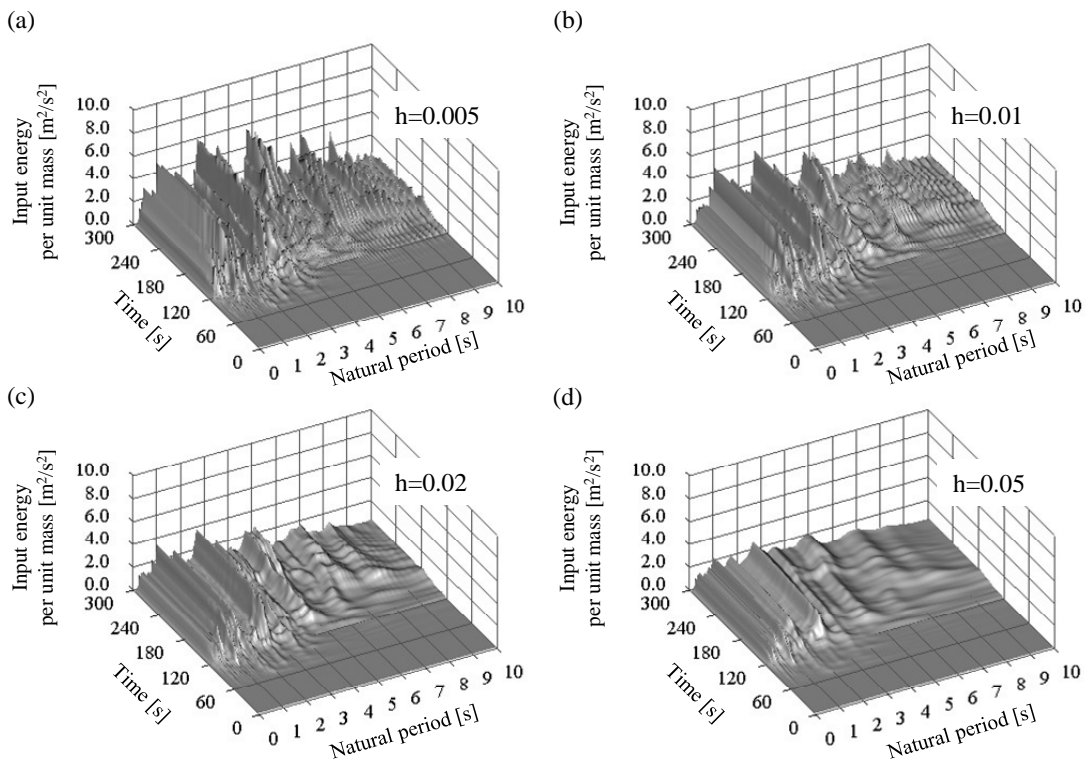 (a)
Input energy
per unit mass [m²/s²]
10.0
8.0
6.0
4.0
2.0
0.0
300
240
180
120
60
0
Time [s]
0 1 2 3 4 5 6 7 8 9 10
Natural period [s]
h=0.005
(b)
Input energy
per unit mass [m²/s²]
10.0
8.0
6.0
4.0
2.0
0.0
300
240
180
120
60
0
Time [s]
0 1 2 3 4 5 6 7 8 9 10
Natural period [s]
h=0.01
(c)
Input energy
per unit mass [m²/s²]
10.0
8.0
6.0
4.0
2.0
0.0
300
240
180
120
60
0
Time [s]
0 1 2 3 4 5 6 7 8 9 10
Natural period [s]
h=0.02
(d)
Input energy
per unit mass [m²/s²]
10.0
8.0
6.0
4.0
2.0
0.0
300
240
180
120
60
0
Time [s]
0 1 2 3 4 5 6 7 8 9 10
Natural period [s]
h=0.05